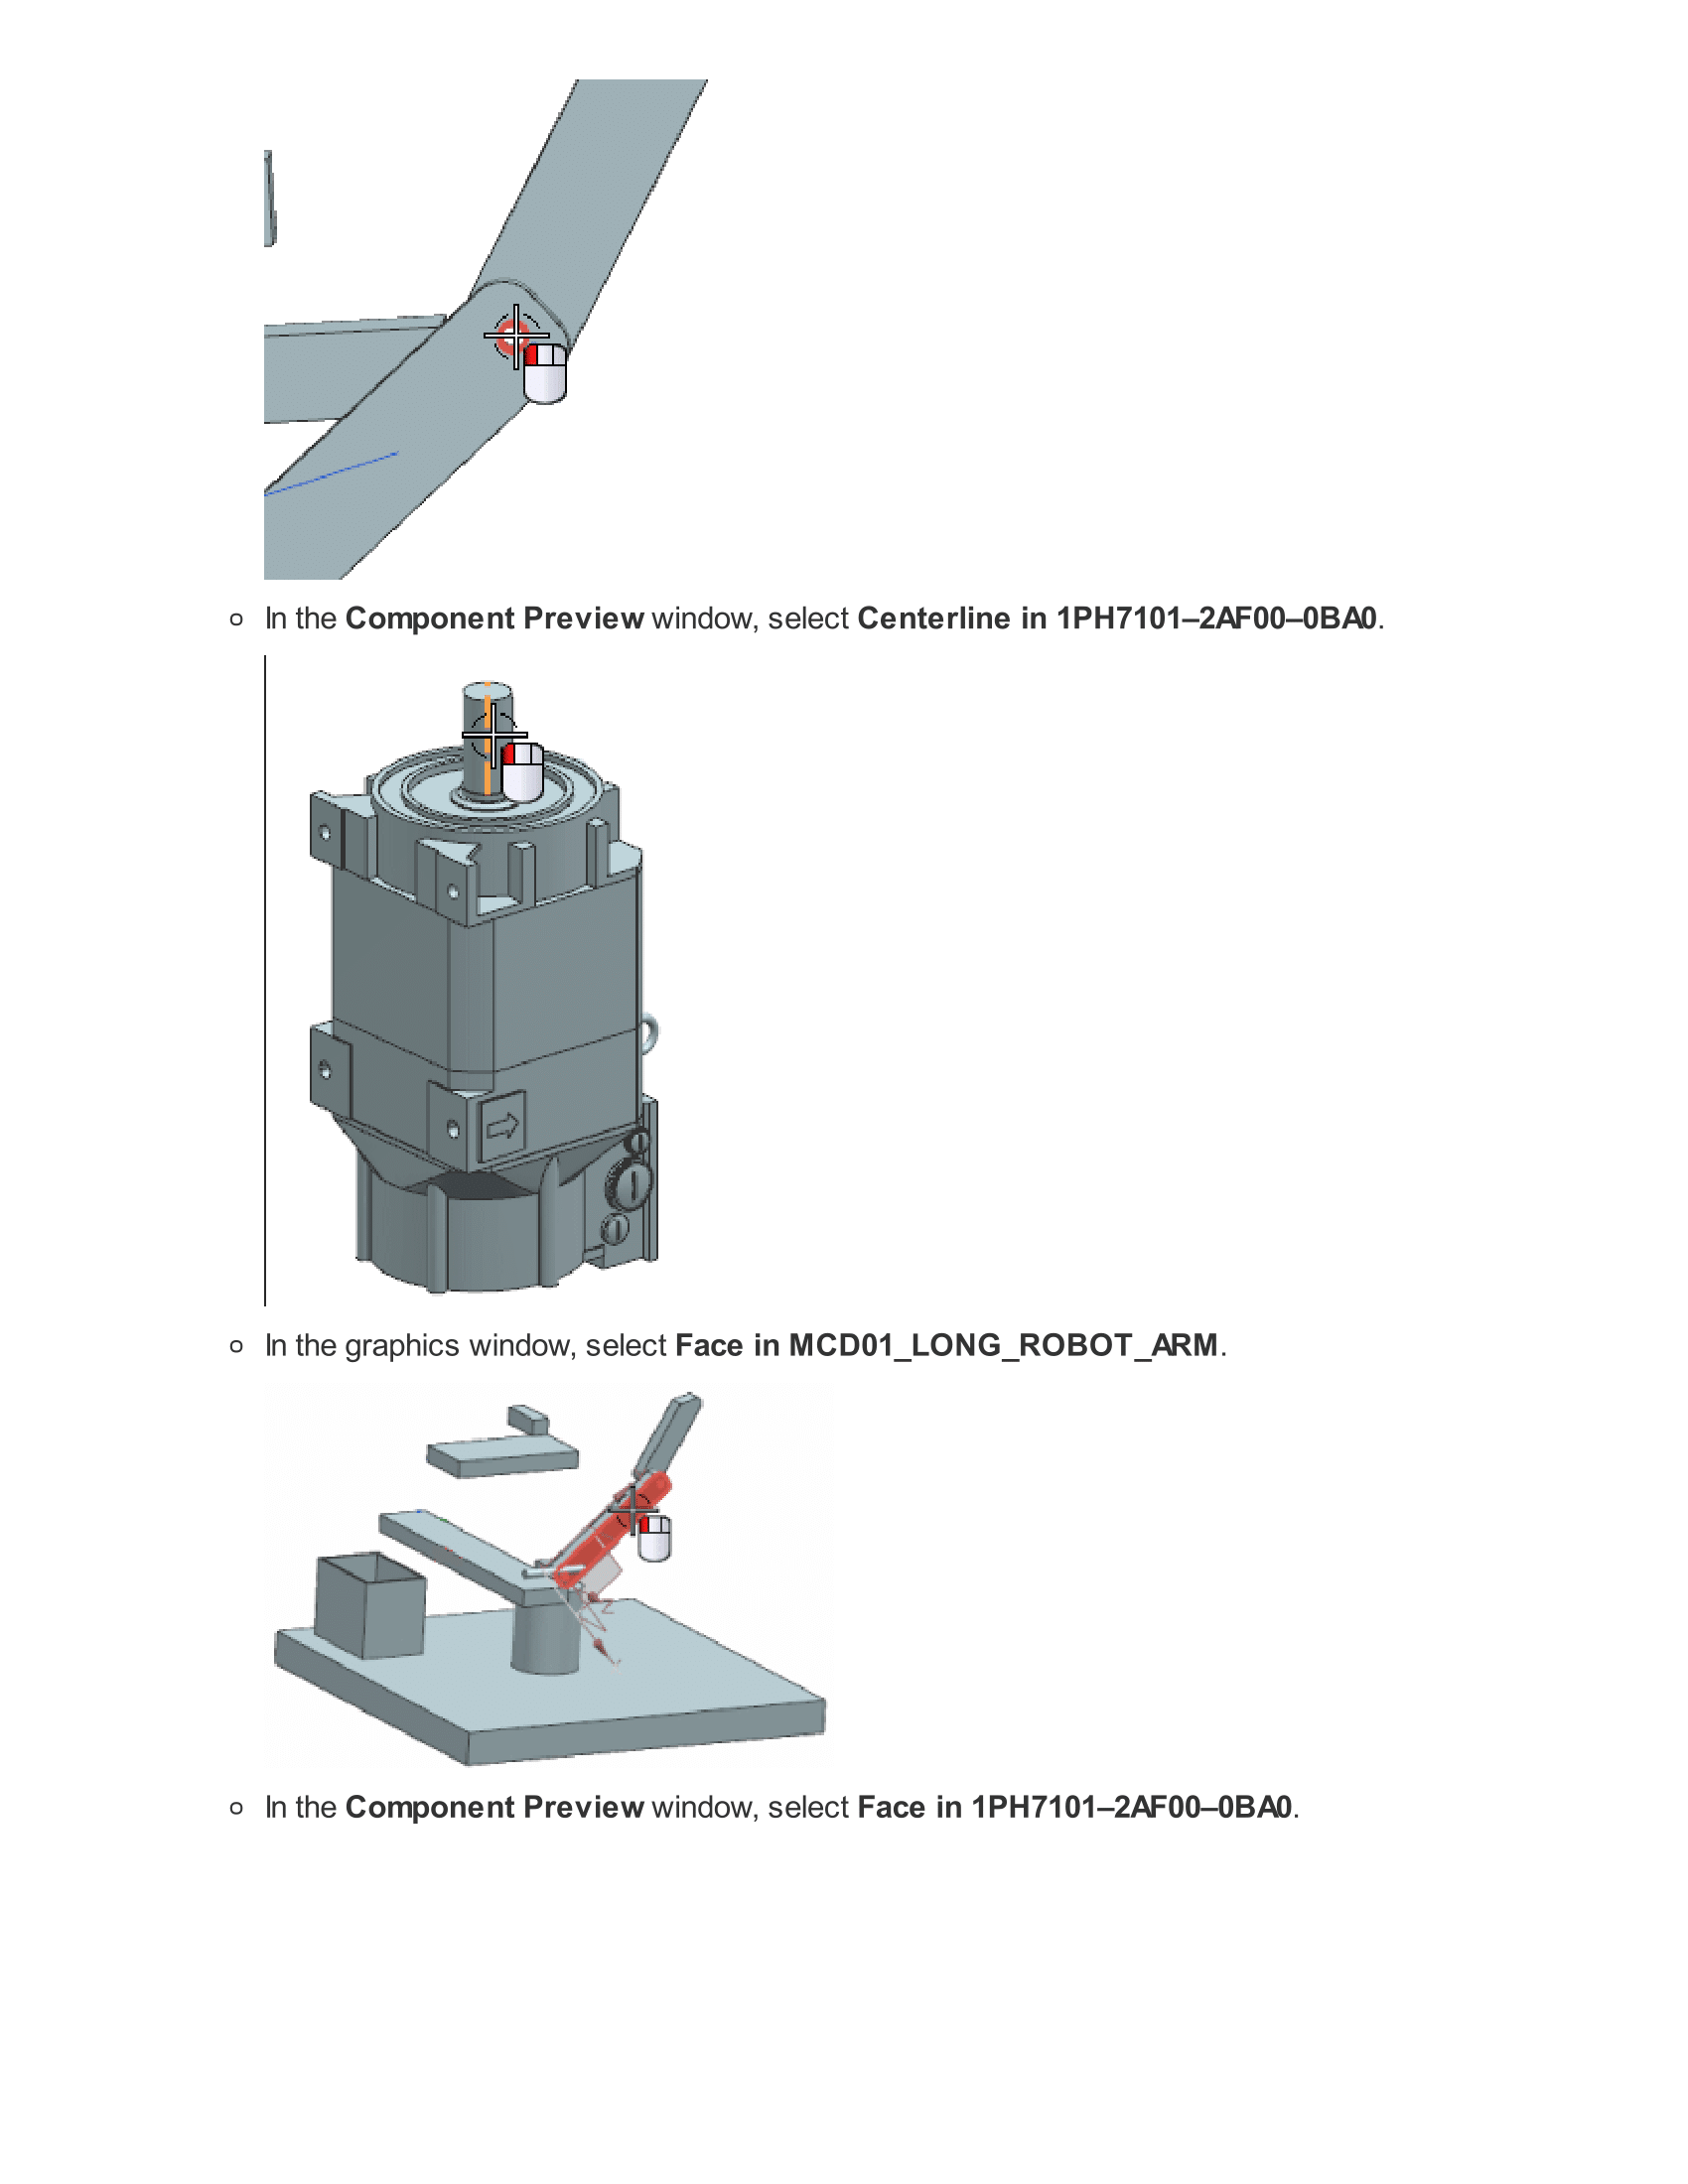 In the Component Preview window, select Centerline in 1PH7101–2AF00–0BA0.
In the graphics window, select Face in MCD01_LONG_ROBOT_ARM.
In the Component Preview window, select Face in 1PH7101–2AF00–0BA0.